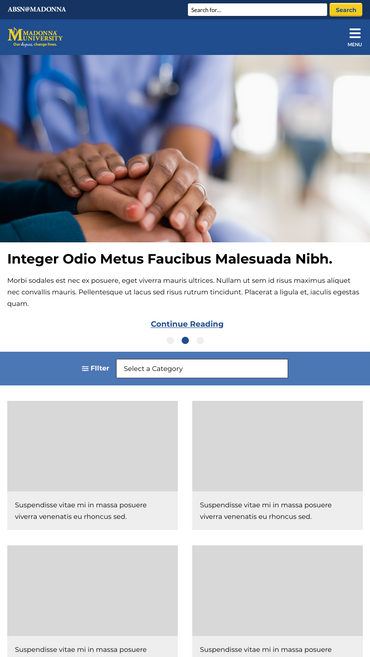 ABSN@MADONNA
Search for...
Search
MADONNA
UNIVERSITY
Your degree, change lives.
MENU
Integer Odio Metus Faucibus Malesuada Nibh.
Morbi sodales est nec ex posuere, eget viverra mauris ultrices. Nullam ut sem id risus maximus aliquet
nec convallis mauris. Pellentesque ut lacus sed risus rutrum tincidunt. Placerat a ligula et, iaculis egestas
quam.
Continue Reading
Filter
Select a Category
Suspendisse vitae mi in massa posuere
viverra venenatis eu rhoncus sed.
Suspendisse vitae mi in massa posuere
viverra venenatis eu rhoncus sed.
Suspendisse vitae mi in massa posuere
Suspendisse vitae mi in massa posuere